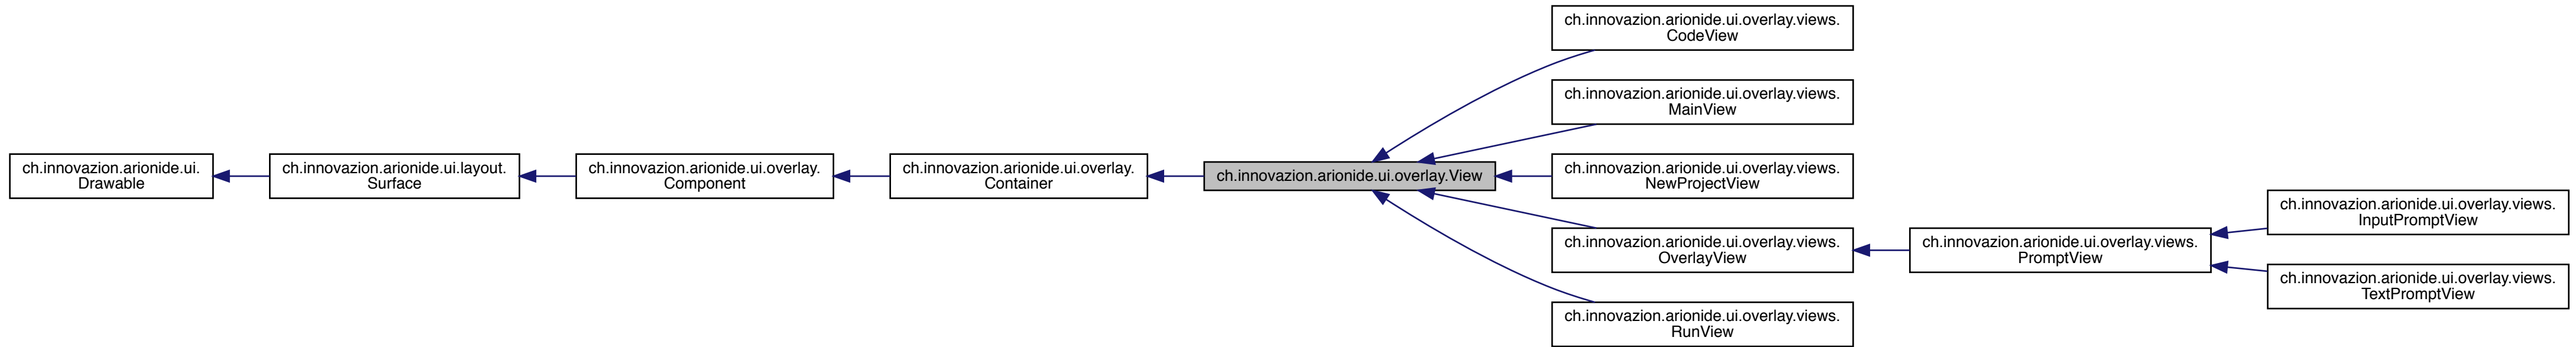 ch.innovazion.arionide.ui.
Drawable
ch.innovazion.arionide.ui.layout.
Surface
ch.innovazion.arionide.ui.overlay.
Component
ch.innovazion.arionide.ui.overlay.
Container
ch.innovazion.arionide.ui.overlay.View
ch.innovazion.arionide.ui.overlay.views.
CodeView
ch.innovazion.arionide.ui.overlay.views.
MainView
ch.innovazion.arionide.ui.overlay.views.
NewProjectView
ch.innovazion.arionide.ui.overlay.views.
OverlayView
ch.innovazion.arionide.ui.overlay.views.
RunView
ch.innovazion.arionide.ui.overlay.views.
PromptView
ch.innovazion.arionide.ui.overlay.views.
InputPromptView
ch.innovazion.arionide.ui.overlay.views.
TextPromptView